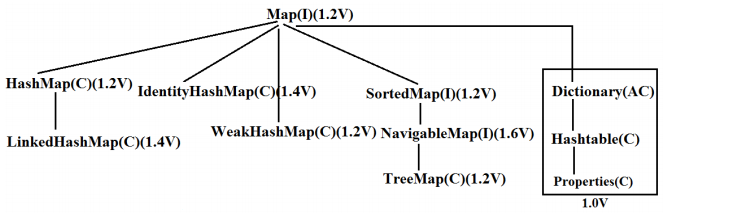 Map(I)(1.2V)
HashMap(C)(1.2V)
IdentityHashMap(C)(1.4V)
SortedMap(I)(1.2V)
Dictionary(AC)
LinkedHashMap(C)(1.4V)
WeakHashMap(C)(1.2V)
NavigableMap(I)(1.6V)
Hashtable(C)
TreeMap(C)(1.2V)
Properties(C)
1.0V